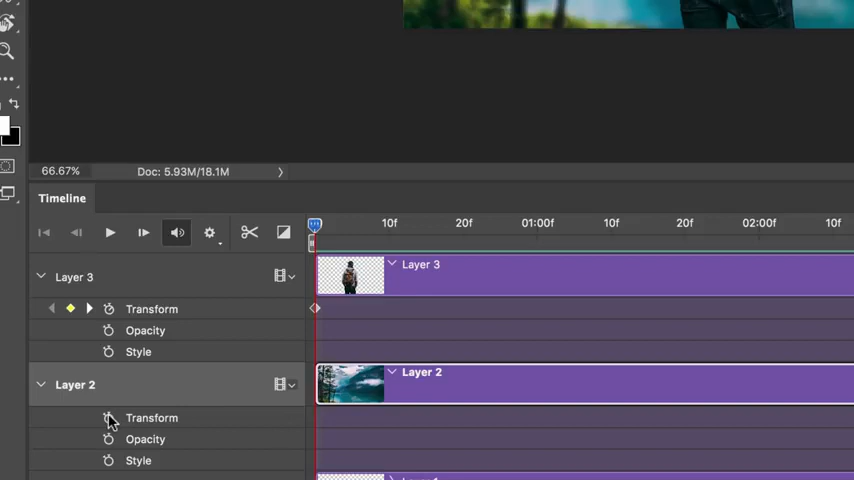 66.67% Doc: 5.93M/18.1M
Timeline
10f 20f 01:00f 10f 20f 02:00f 10f
Layer 3 Layer 3
Transform
Opacity
Style
Layer 2 Layer 2
Transform
Opacity
Style